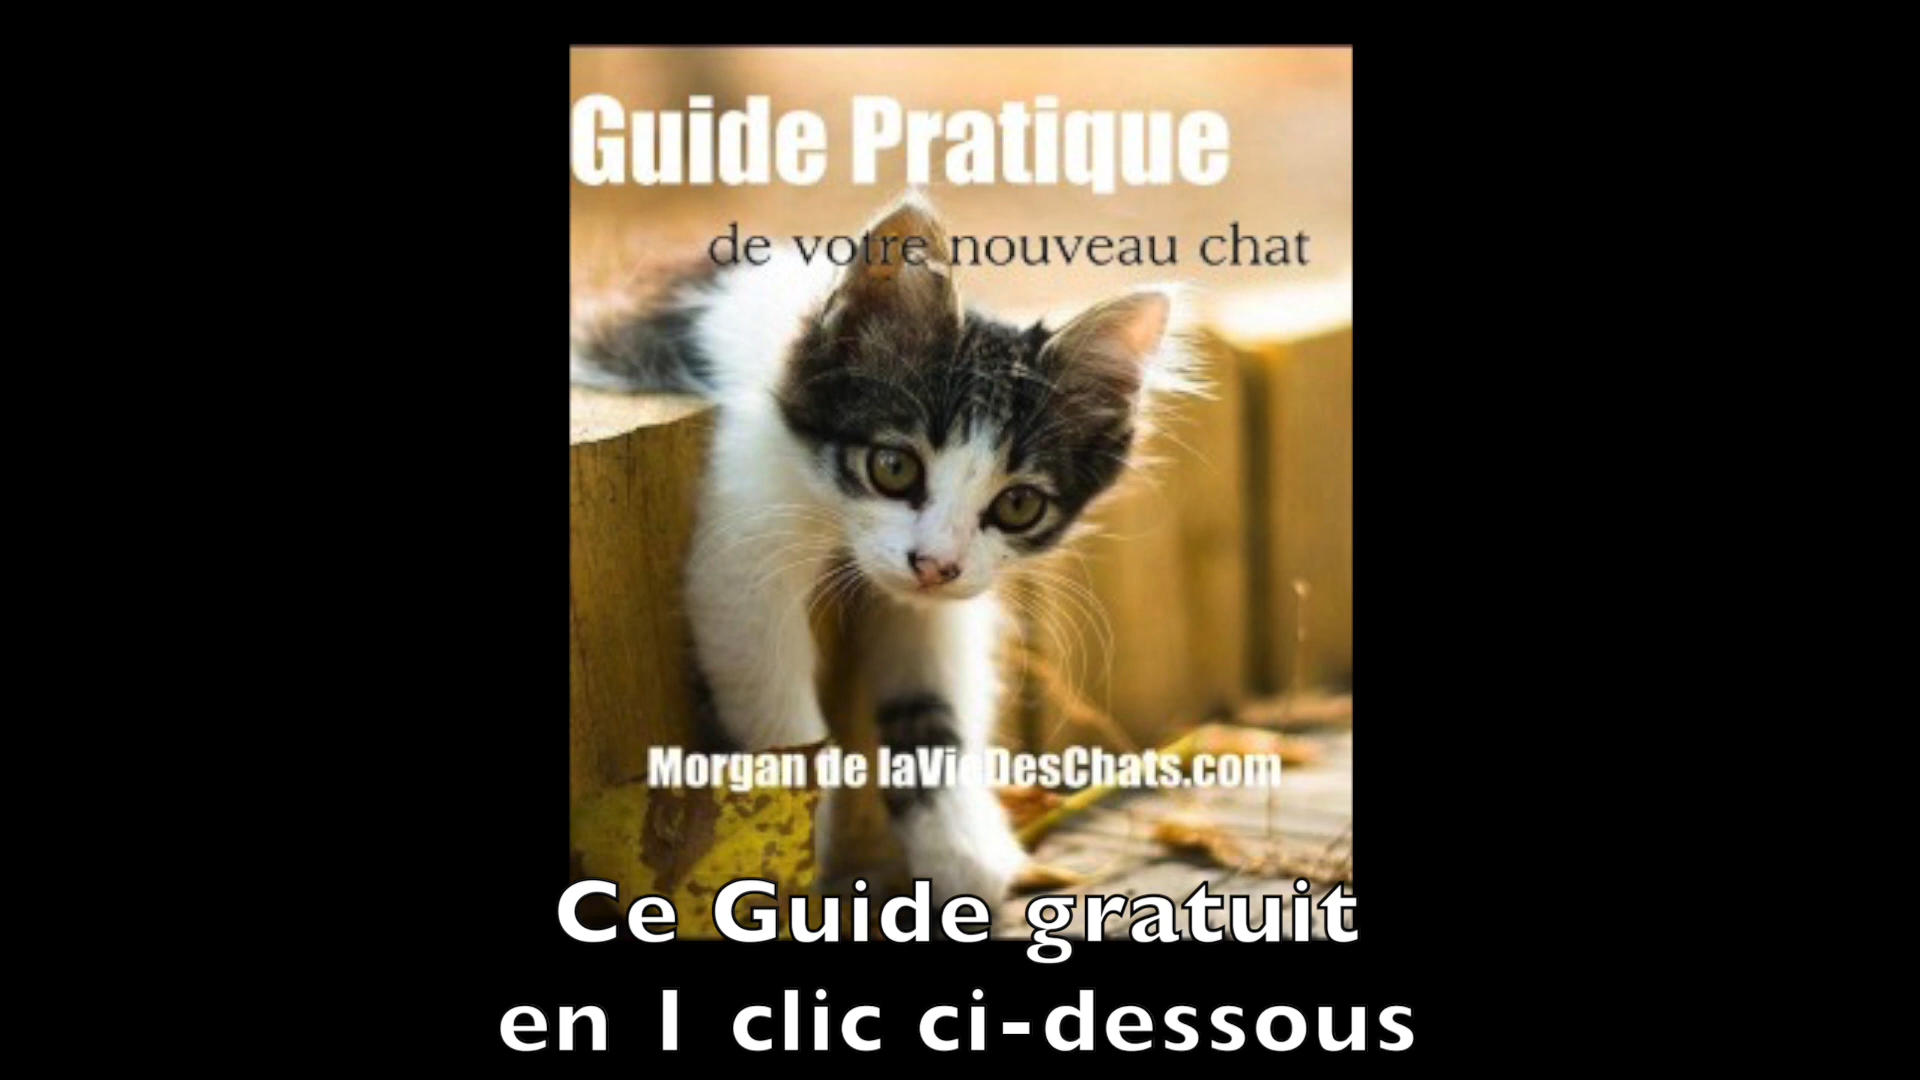 Guide Pratique
de votre nouveau chat
Morgan de laVieDesChats.com
Ce Guide gratuit
en 1 clic ci-dessous